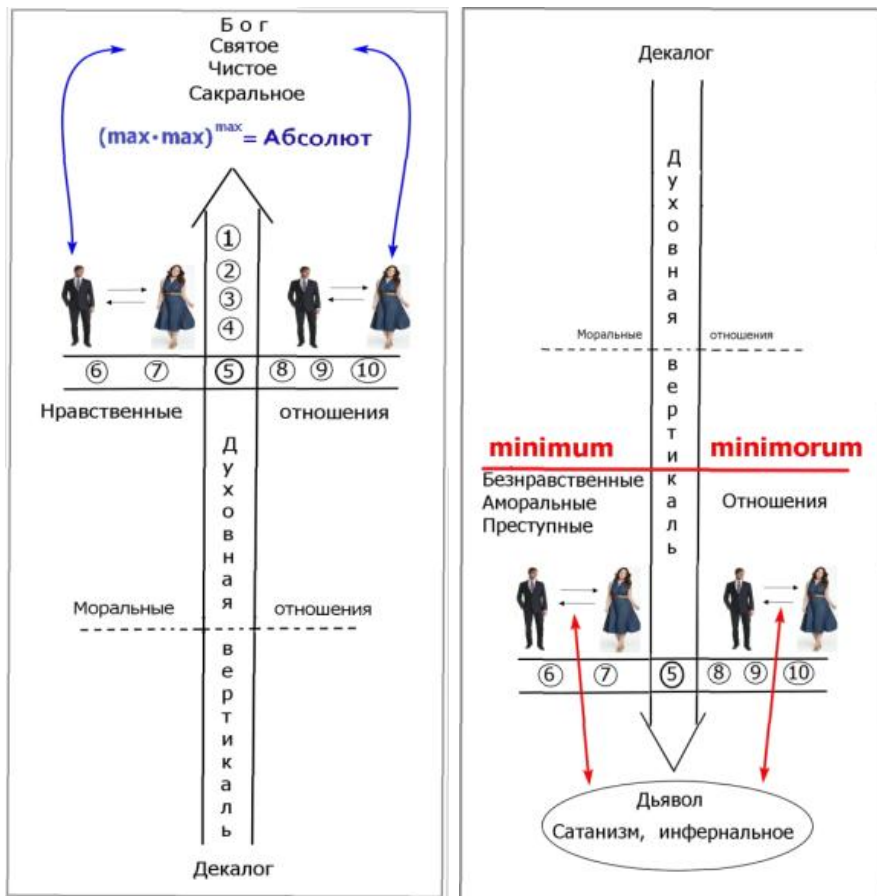 Б о г
Святое
Чистое
Сакральное
(max·max)^max = Абсолют
①
②
③
④
⑥ ⑦ ⑤ ⑧ ⑨ ⑩
Нравственные отношения
Духовная
Моральные отношения
вертикаль
Декалог
Декалог
Духовная
Моральные отношения
вертикаль
minimum minimorum
Безнравственные
Аморальные Отношения
Преступные
⑥ ⑦ ⑤ ⑧ ⑨ ⑩
Дьявол
Сатанизм, инфернальное